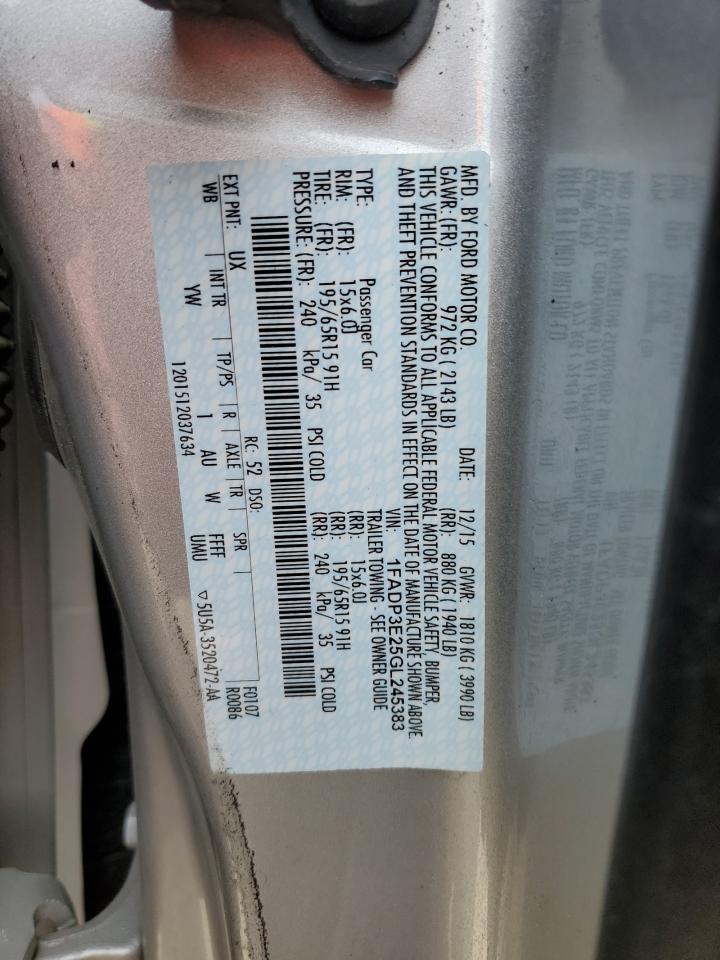 MFD. BY FORD MOTOR CO. DATE: 12/15 GVWR: 1810 KG ( 3990 LB)
GAWR: (FR): 972 KG ( 2143 LB) (RR): 880 KG ( 1940 LB)
THIS VEHICLE CONFORMS TO ALL APPLICABLE FEDERAL MOTOR VEHICLE SAFETY, BUMPER,
AND THEFT PREVENTION STANDARDS IN EFFECT ON THE DATE OF MANUFACTURE SHOWN ABOVE.
VIN: 1FADP3E25GL245383
TYPE: Passenger Car TRAILER TOWING - SEE OWNER GUIDE
RIM: (FR): 15x6.0J (RR): 15x6.0J
TIRE: (FR): 195/65R15 91H (RR): 195/65R15 91H
PRESSURE: (FR): 240 kPa/ 35 PSI COLD (RR): 240 kPa/ 35 PSI COLD
RC: 52 DSO: F0107
EXT PNT: UX R0086
WB INT TR TP/PS R AXLE TR SPR
YW 1 AU W FFFF
1201512037634 UMU ▽5U5A-3520472-AA